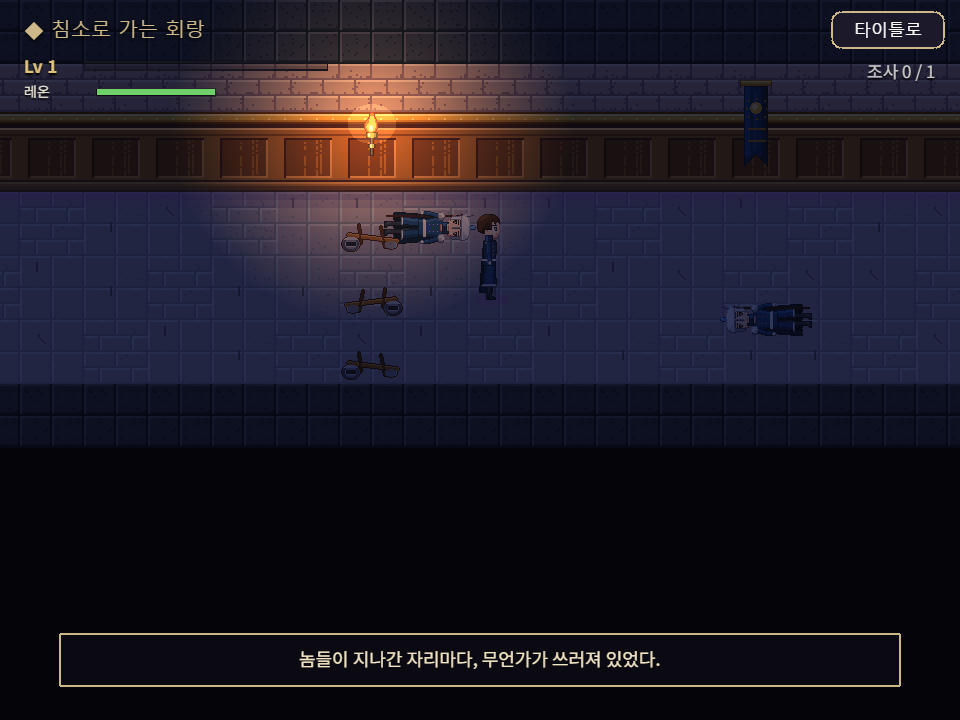 ◆ 침소로 가는 회랑
타이틀로
Lv 1
조사 0 / 1
레온
놈들이 지나간 자리마다, 무언가가 쓰러져 있었다.